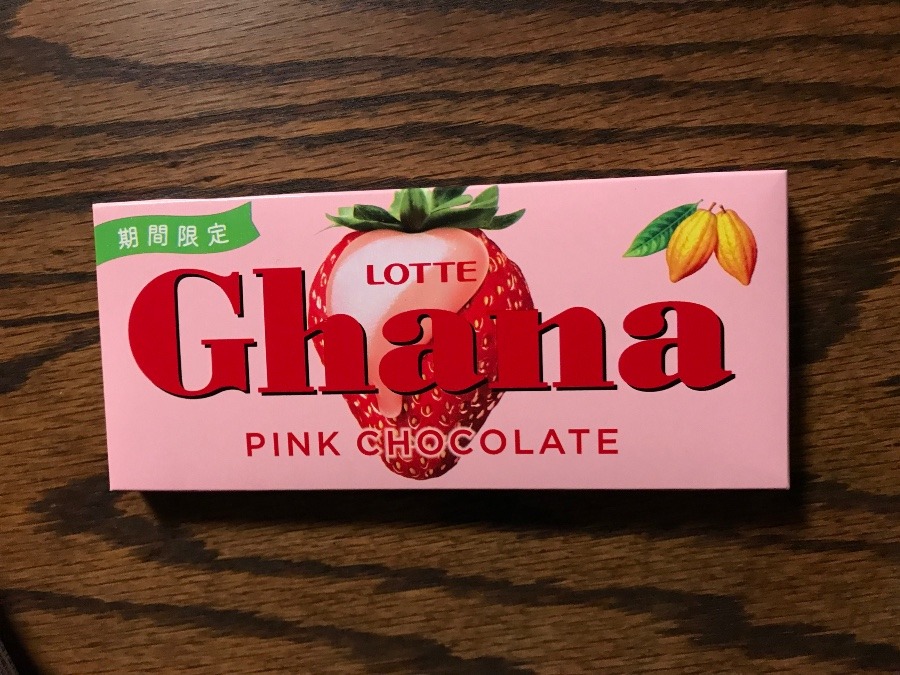 期間限定
LOTTE
Ghana
PINK CHOCOLATE